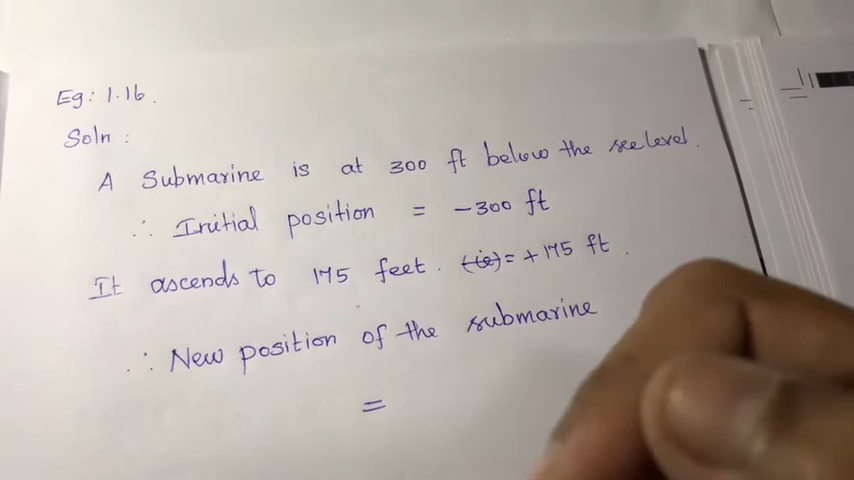 Eg: 1.16.
Soln :
A Submarine is at 300 ft below the see level.
∴ Initial position = -300 ft
It ascends to 175 feet. (ie) = +175 ft.
∴ New position of the submarine
=